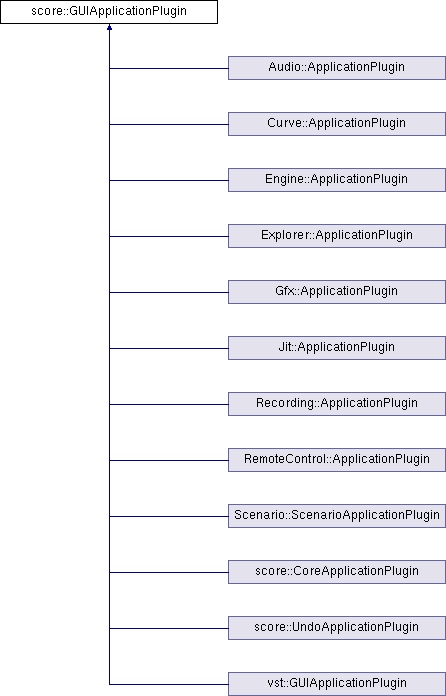 score::GUIApplicationPlugin
Audio::ApplicationPlugin
Curve::ApplicationPlugin
Engine::ApplicationPlugin
Explorer::ApplicationPlugin
Gfx::ApplicationPlugin
Jit::ApplicationPlugin
Recording::ApplicationPlugin
RemoteControl::ApplicationPlugin
Scenario::ScenarioApplicationPlugin
score::CoreApplicationPlugin
score::UndoApplicationPlugin
vst::GUIApplicationPlugin